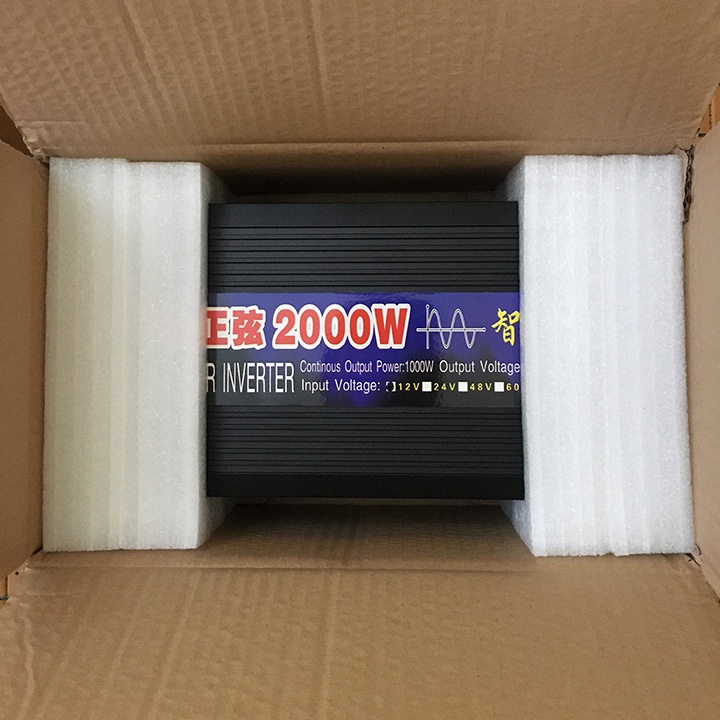 正弦 2000W 智
R INVERTER Continous Output Power:1000W Output Voltage
Input Voltage: 12V 24V 48V 60